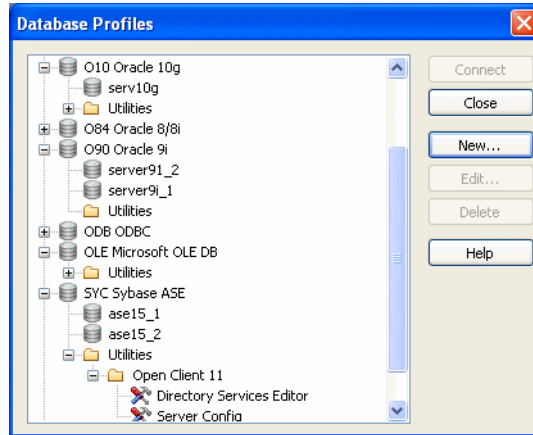 Database Profiles
O10 Oracle 10g
serv10g
Utilities
O84 Oracle 8/8i
O90 Oracle 9i
server91_2
server9i_1
Utilities
ODB ODBC
OLE Microsoft OLE DB
Utilities
SYC Sybase ASE
ase15_1
ase15_2
Utilities
Open Client 11
Directory Services Editor
Server Config
Connect
Close
New...
Edit...
Delete
Help